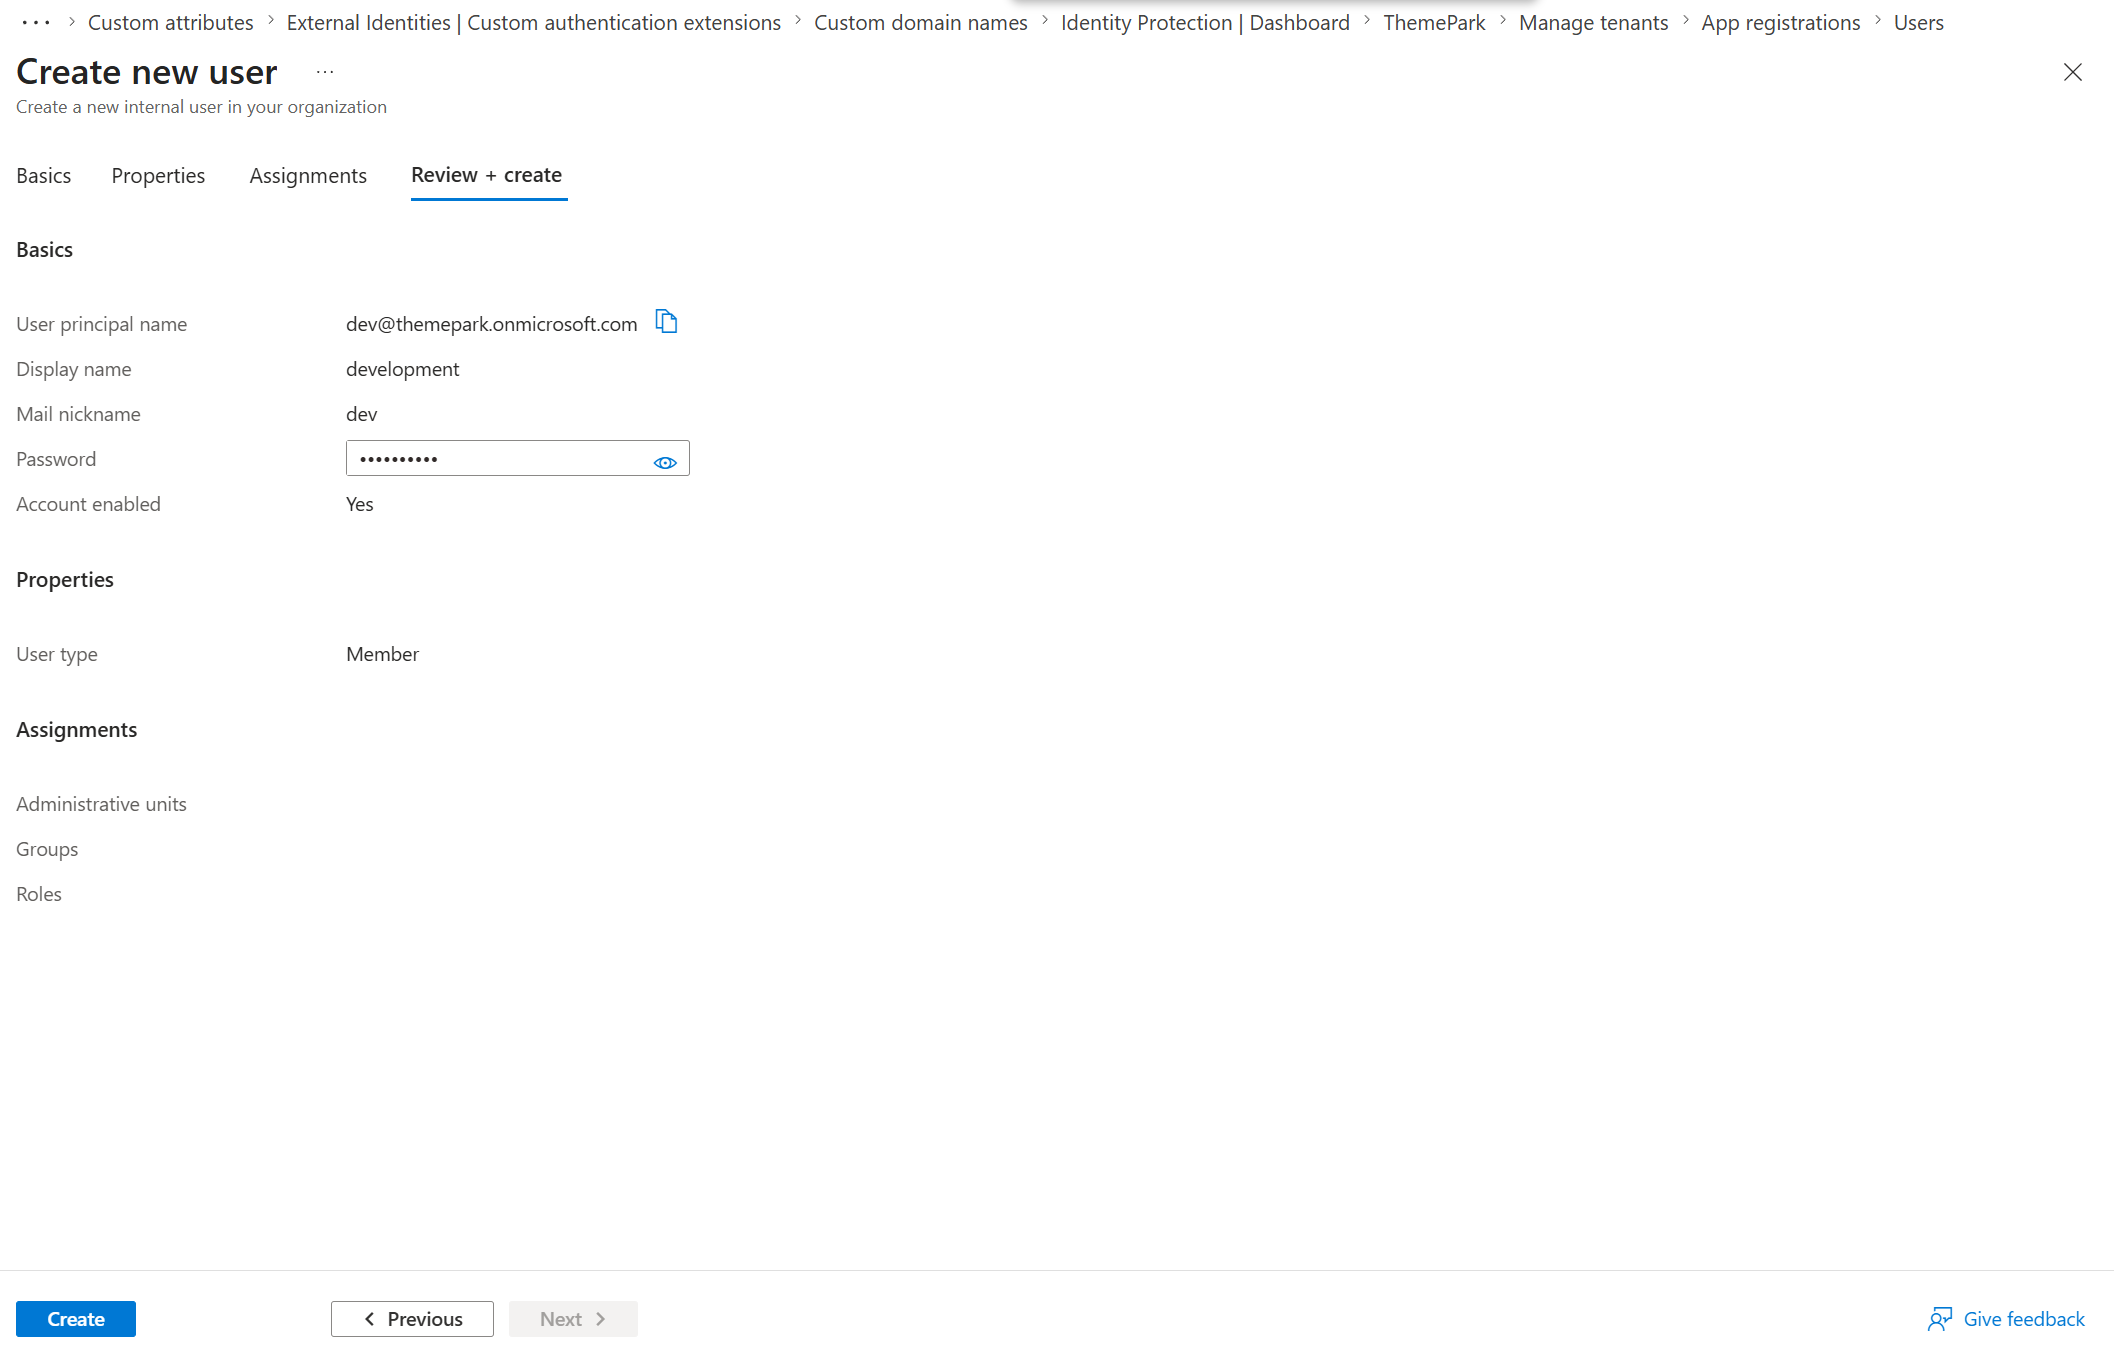 ··· > Custom attributes > External Identities | Custom authentication extensions > Custom domain names > Identity Protection | Dashboard > ThemePark > Manage tenants > App registrations > Users
Create new user ...
Create a new internal user in your organization
Basics Properties Assignments Review + create
Basics
User principal name dev@themepark.onmicrosoft.com
Display name development
Mail nickname dev
Password ••••••••••
Account enabled Yes
Properties
User type Member
Assignments
Administrative units
Groups
Roles
Create < Previous Next > Give feedback